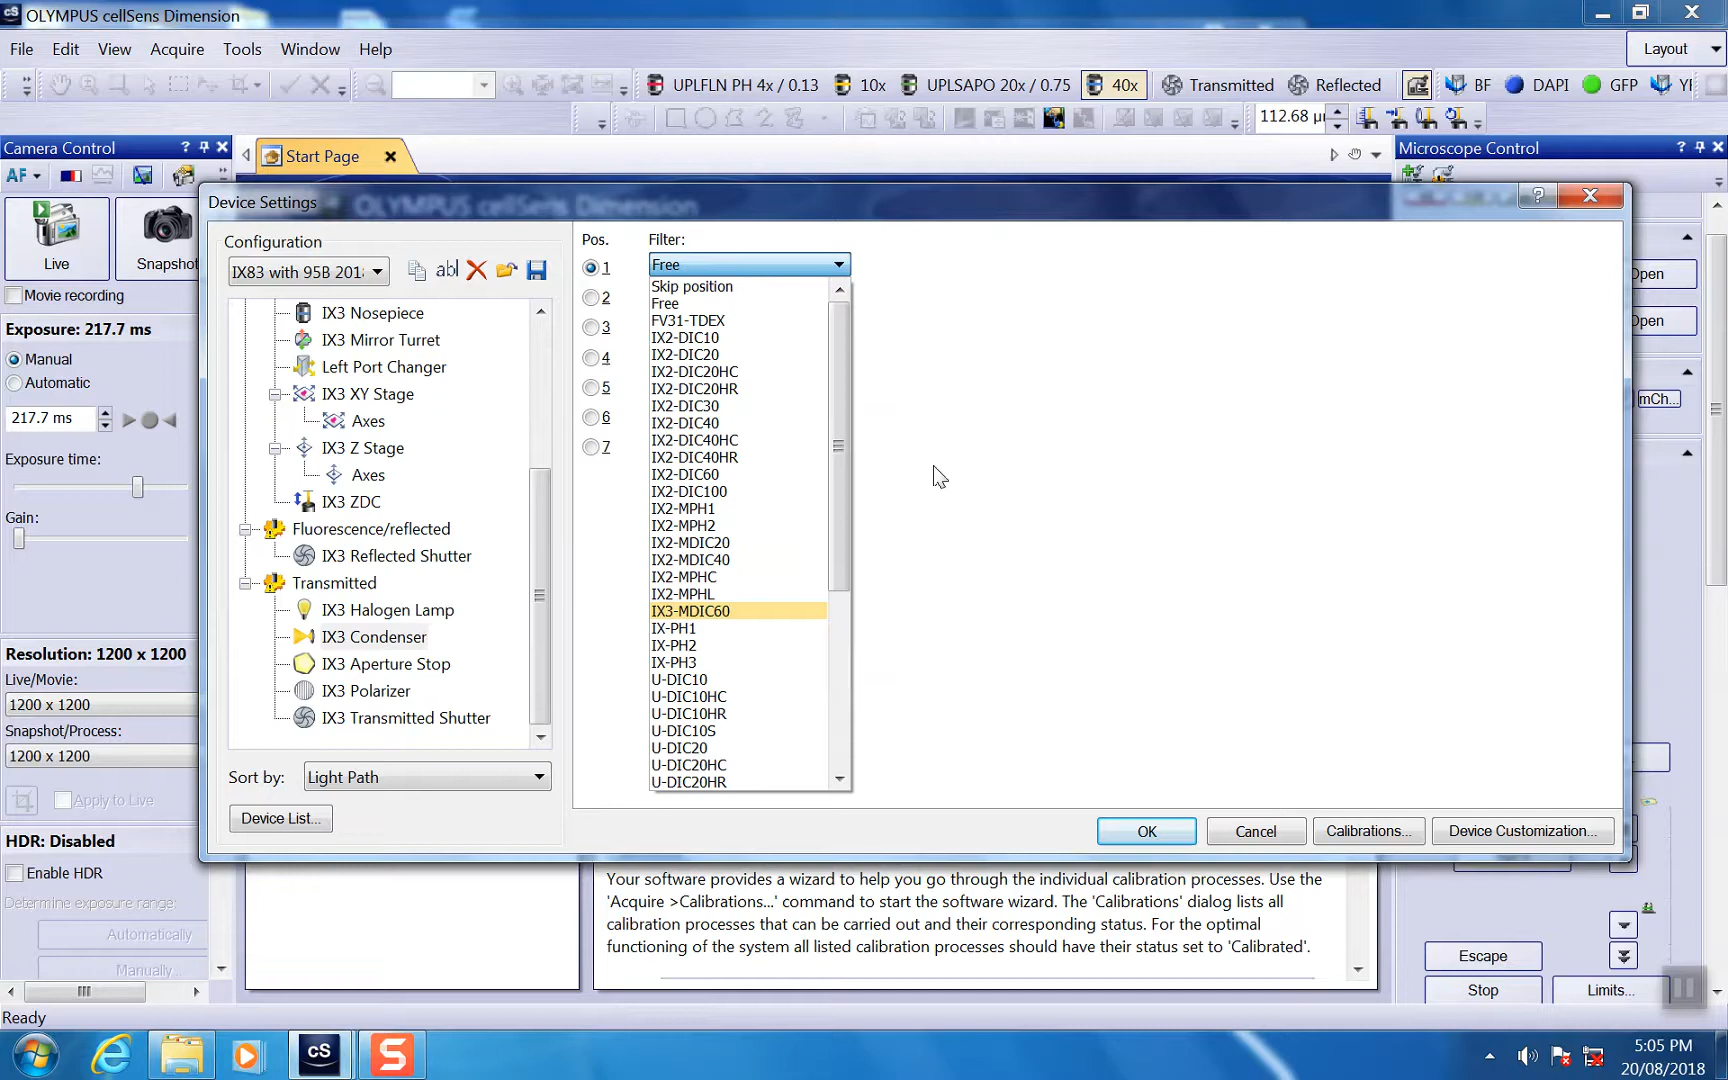 OLYMPUS cellSens Dimension
File Edit View Acquire Tools Window Help
Layout
UPLFLN PH 4x / 0.13 10x UPLSAPO 20x / 0.75 40x Transmitted Reflected BF DAPI GFP
112.68
Camera Control
Start Page
Microscope Control
AF
Device Settings
OLYMPUS cellSens Dimension
Live
Snapshot
Movie recording
Exposure: 217.7 ms
Manual
Automatic
217.7 ms
Exposure time:
Gain:
Resolution: 1200 x 1200
Live/Movie:
1200 x 1200
Snapshot/Process:
1200 x 1200
Apply to Live
HDR: Disabled
Enable HDR
Determine exposure range:
Automatically
Manually...
Configuration
IX83 with 95B 201
abl
IX3 Nosepiece
IX3 Mirror Turret
Left Port Changer
IX3 XY Stage
Axes
IX3 Z Stage
Axes
IX3 ZDC
Fluorescence/reflected
IX3 Reflected Shutter
Transmitted
IX3 Halogen Lamp
IX3 Condenser
IX3 Aperture Stop
IX3 Polarizer
IX3 Transmitted Shutter
Sort by: Light Path
Device List...
Pos. Filter:
1 Free
2
3
4
5
6
7
Skip position
Free
FV31-TDEX
IX2-DIC10
IX2-DIC20
IX2-DIC20HC
IX2-DIC20HR
IX2-DIC30
IX2-DIC40
IX2-DIC40HC
IX2-DIC40HR
IX2-DIC60
IX2-DIC100
IX2-MPH1
IX2-MPH2
IX2-MDIC20
IX2-MDIC40
IX2-MPHC
IX2-MPHL
IX3-MDIC60
IX-PH1
IX-PH2
IX-PH3
U-DIC10
U-DIC10HC
U-DIC10HR
U-DIC10S
U-DIC20
U-DIC20HC
U-DIC20HR
OK Cancel Calibrations... Device Customization...
Open
Open
mCh...
Your software provides a wizard to help you go through the individual calibration processes. Use the
'Acquire >Calibrations...' command to start the software wizard. The 'Calibrations' dialog lists all
calibration processes that can be carried out and their corresponding status. For the optimal
functioning of the system all listed calibration processes should have their status set to 'Calibrated'.
Escape
Stop Limits...
Ready
cS
S
5:05 PM
20/08/2018